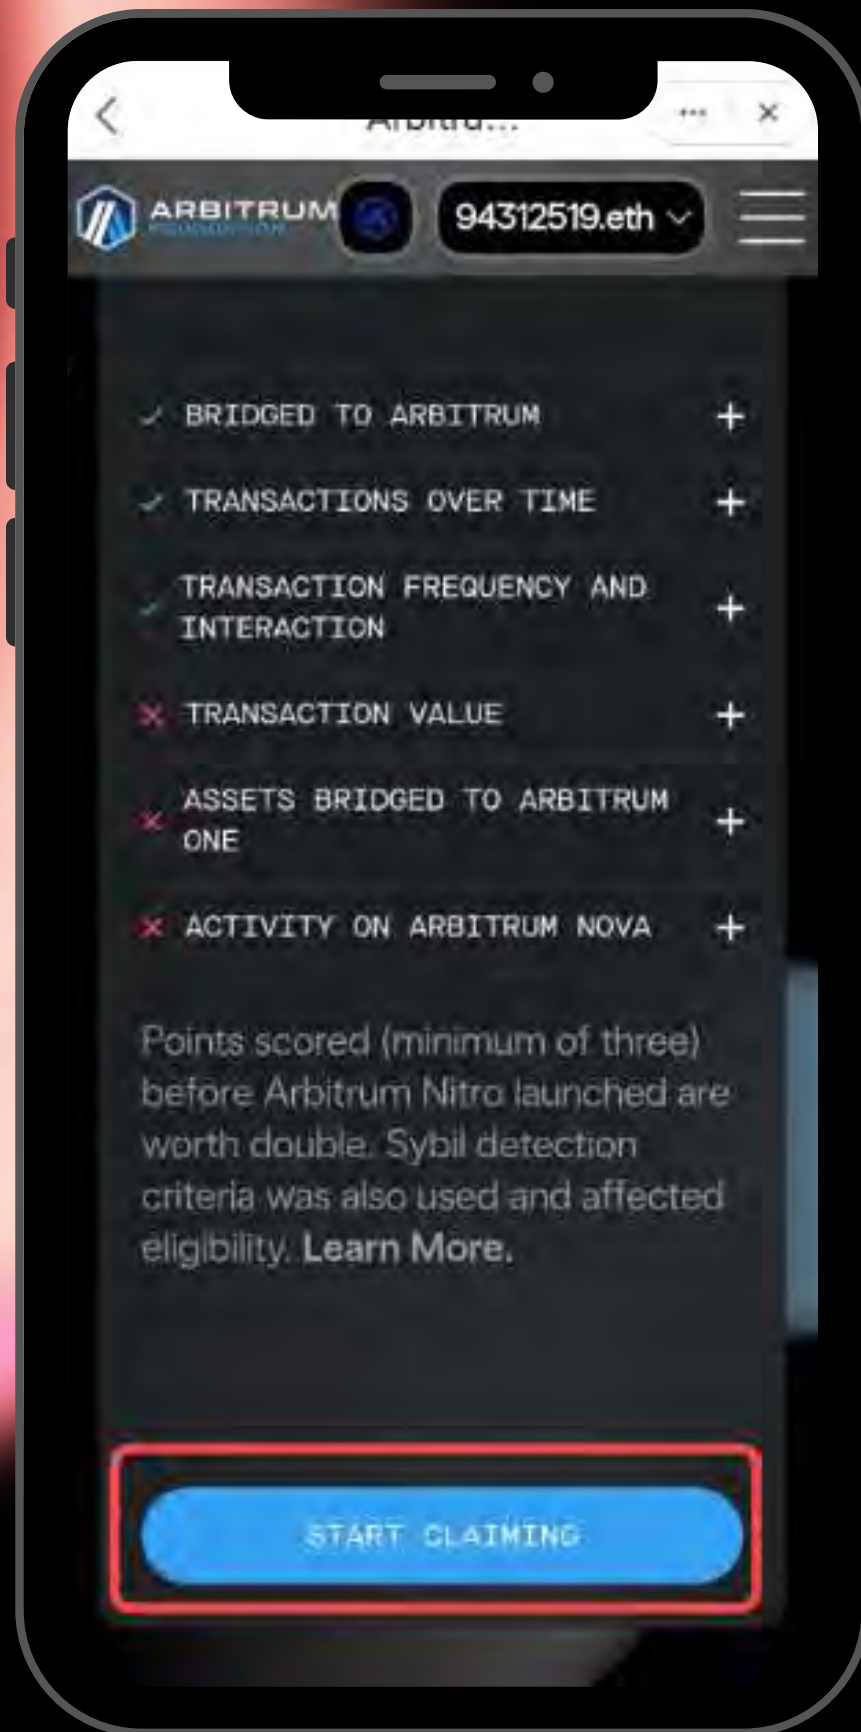 Arbitru...
ARBITRUM
FOUNDATION
94312519.eth
BRIDGED TO ARBITRUM
TRANSACTIONS OVER TIME
TRANSACTION FREQUENCY AND
INTERACTION
TRANSACTION VALUE
ASSETS BRIDGED TO ARBITRUM
ONE
ACTIVITY ON ARBITRUM NOVA
Points scored (minimum of three)
before Arbitrum Nitro launched are
worth double. Sybil detection
criteria was also used and affected
eligibility. Learn More.
START CLAIMING